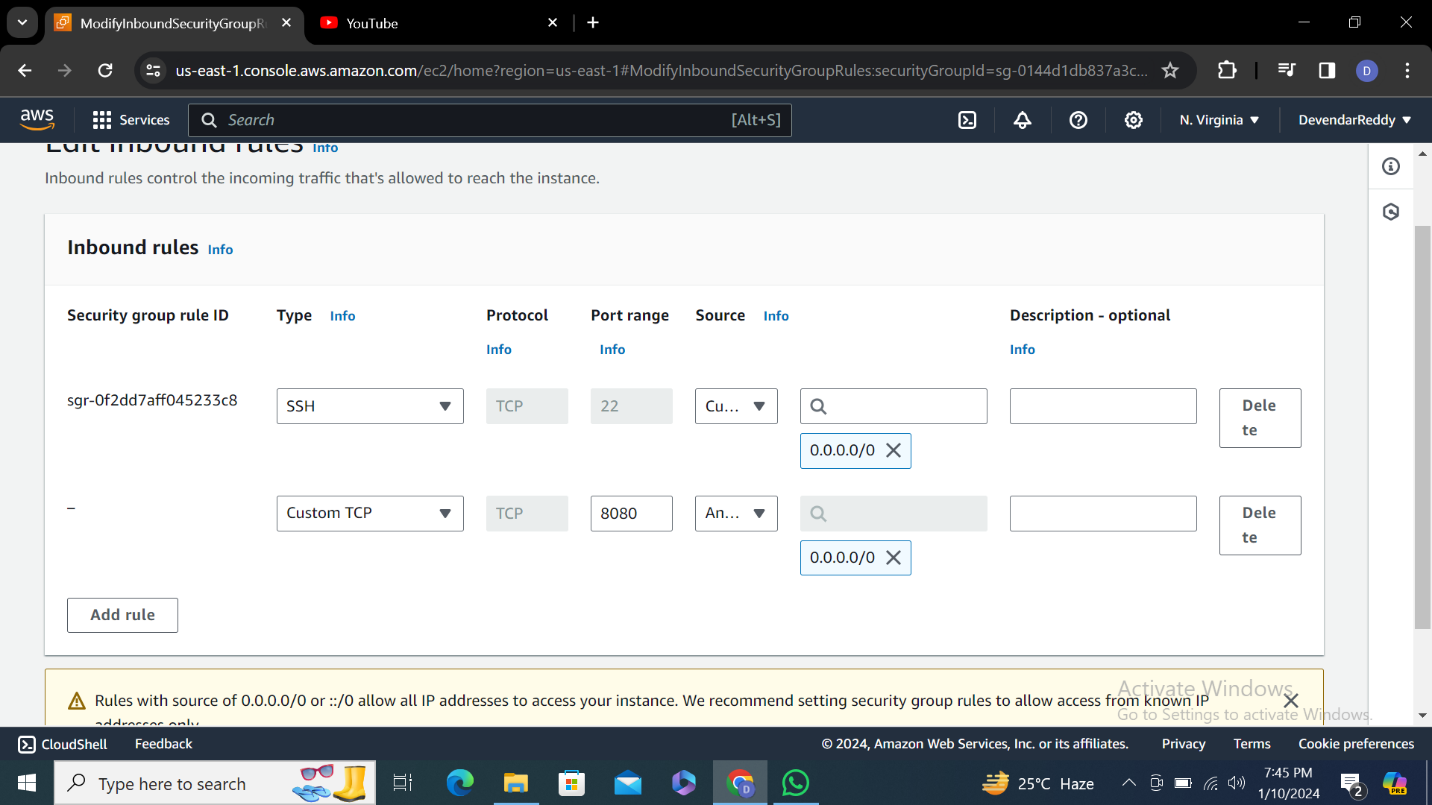 ModifyInboundSecurityGroupR
YouTube
us-east-1.console.aws.amazon.com/ec2/home?region=us-east-1#ModifyInboundSecurityGroupRules:securityGroupId=sg-0144d1db837a3c...
D
aws
Services
Search
[Alt+S]
N. Virginia
DevendarReddy
Edit inbound rules Info
Inbound rules control the incoming traffic that's allowed to reach the instance.
Inbound rules Info
Security group rule ID
Type Info
Protocol
Port range
Source Info
Description - optional
Info
Info
Info
sgr-0f2dd7aff045233c8
SSH
TCP
22
Cu...
Dele
te
0.0.0.0/0
–
Custom TCP
TCP
8080
An...
Dele
te
0.0.0.0/0
Add rule
Rules with source of 0.0.0.0/0 or ::/0 allow all IP addresses to access your instance. We recommend setting security group rules to allow access from known IP
addresses only.
Activate Windows
Go to Settings to activate Windows.
CloudShell
Feedback
© 2024, Amazon Web Services, Inc. or its affiliates.
Privacy
Terms
Cookie preferences
Type here to search
D
25°C Haze
7:45 PM
1/10/2024
2
PRE